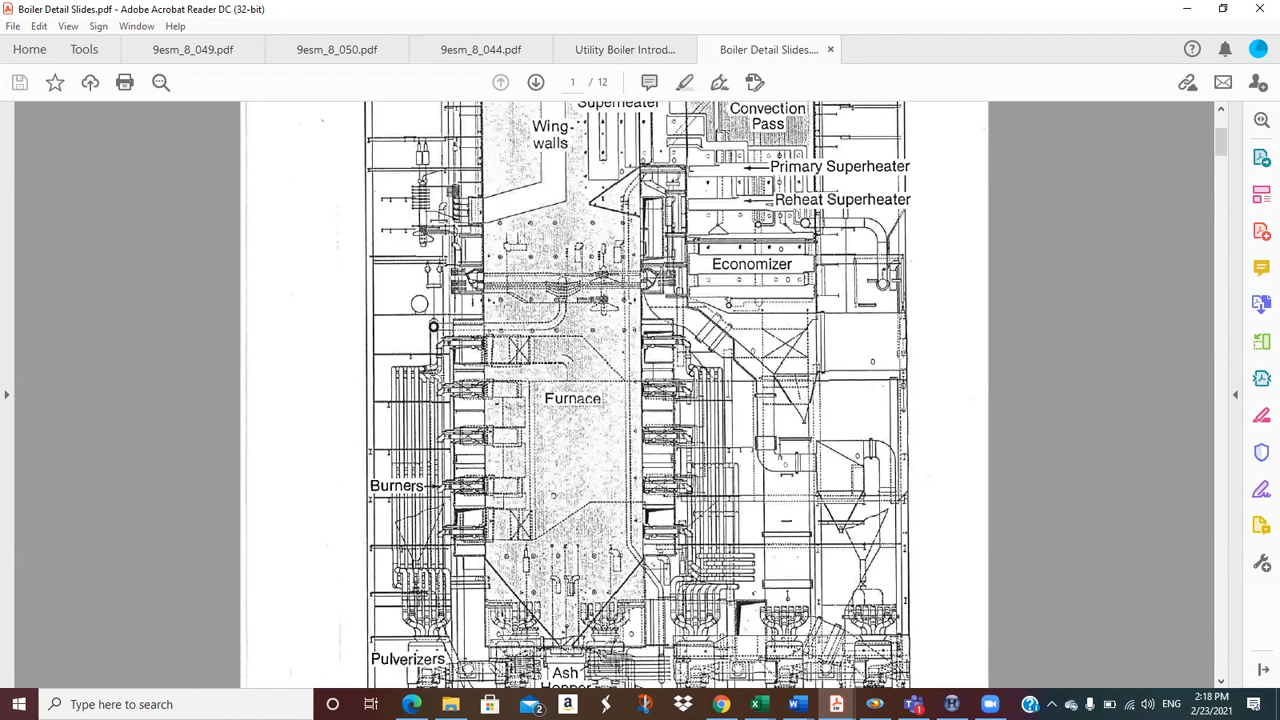 Boiler Detail Slides.pdf - Adobe Acrobat Reader DC (32-bit)
File Edit View Sign Window Help
Home Tools 9esm_8_049.pdf 9esm_8_050.pdf 9esm_8_044.pdf Utility Boiler Introd... Boiler Detail Slides....
1 / 12
Superheater
Convection
Pass
Wing-
walls
Primary Superheater
Reheat Superheater
Economizer
Furnace
Burners
Pulverizers
Ash
Hopper
Type here to search
ENG
2:18 PM
2/23/2021